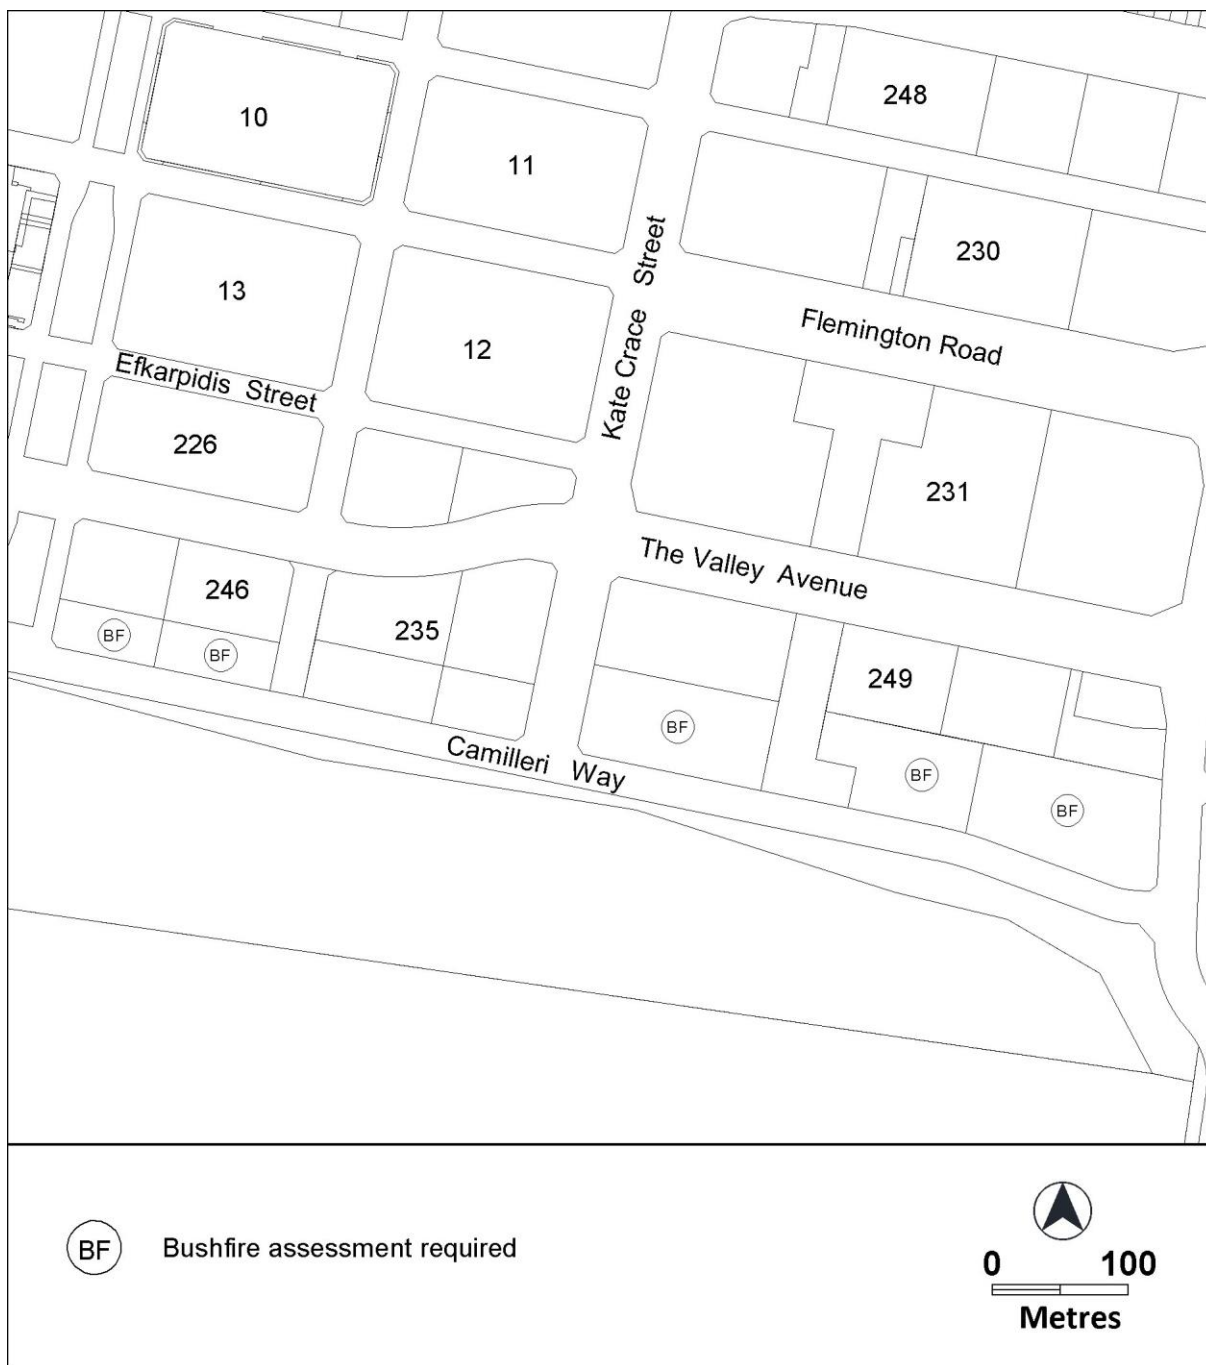 248
10
11
230
13
Kate Crace Street
12
Flemington Road
Efkarpidis Street
226
231
The Valley Avenue
246
235
249
BF
BF
BF
BF
BF
Camilleri Way
BF Bushfire assessment required
0 100
Metres